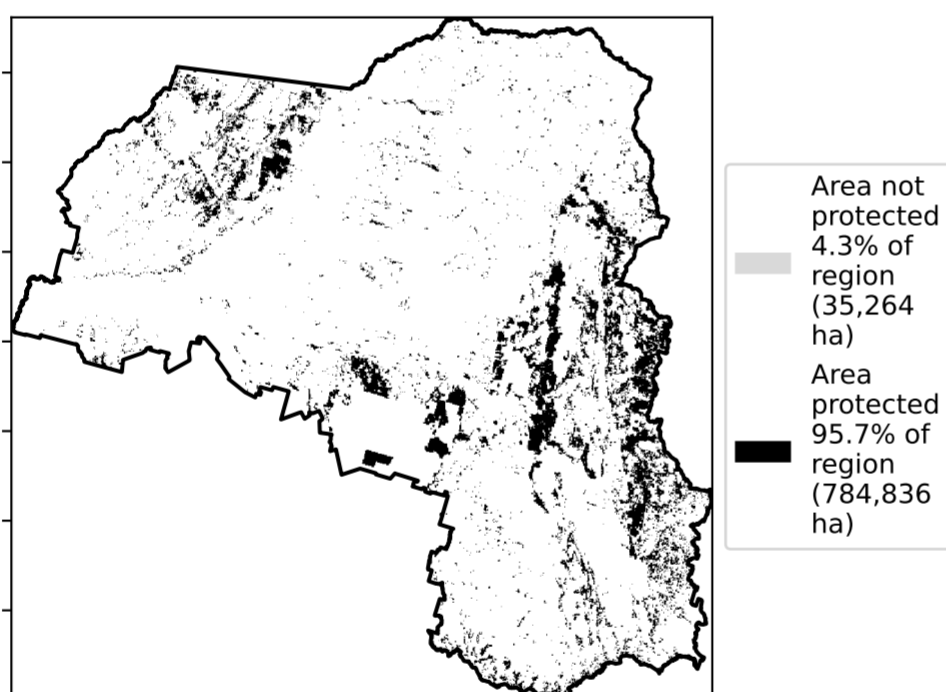 Area not
protected
4.3% of
region
(35,264
ha)
Area
protected
95.7% of
region
(784,836
ha)